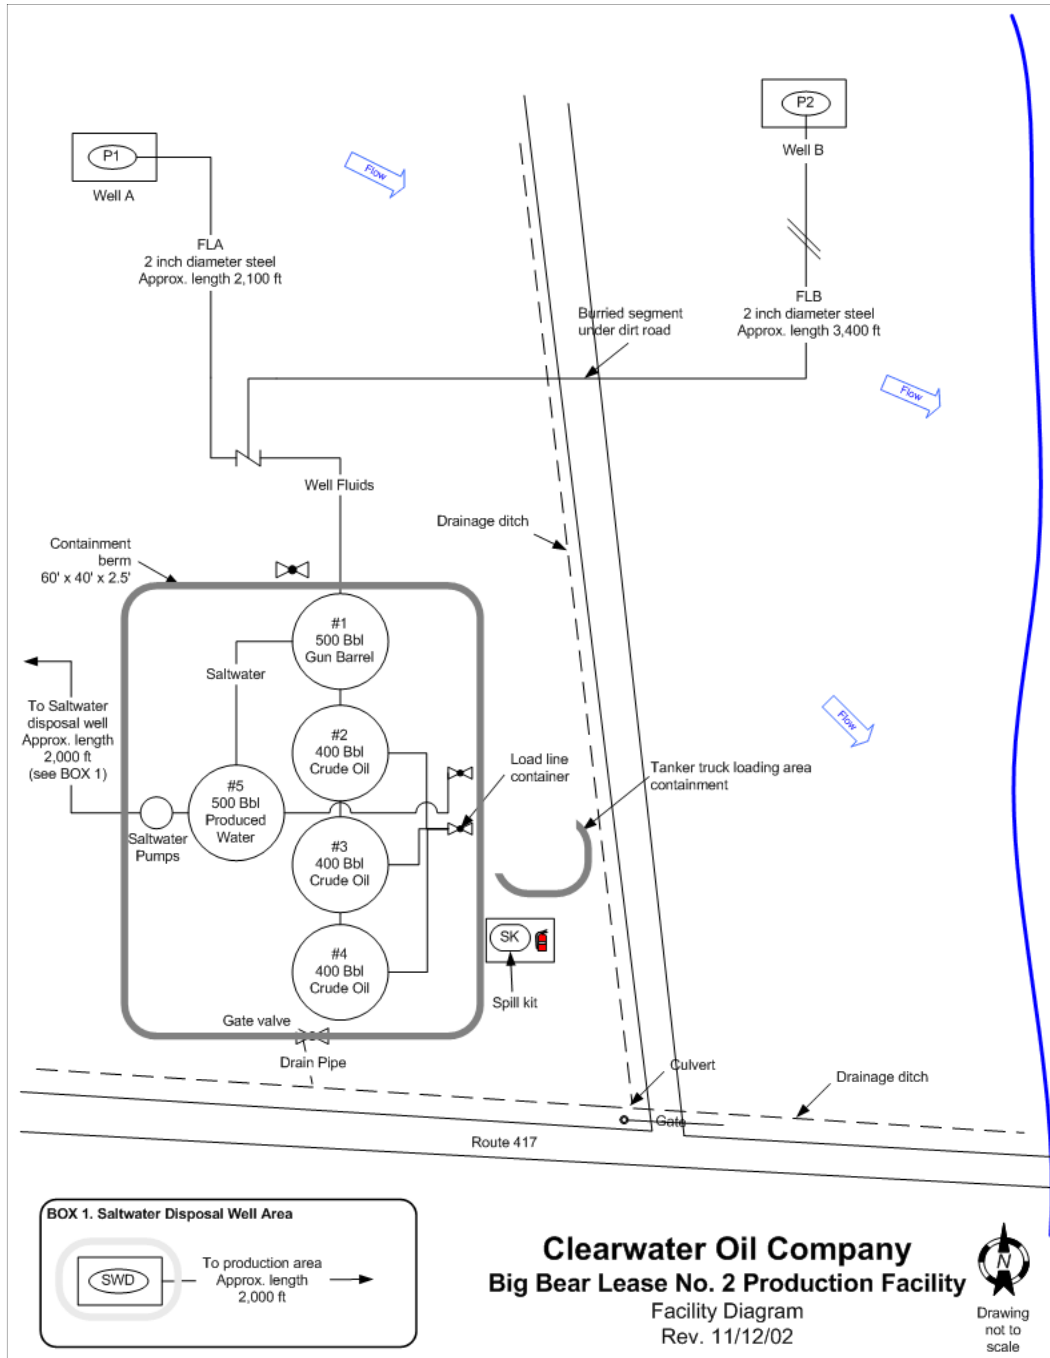 P1
Well A
Flow
P2
Well B
FLA
2 inch diameter steel
Approx. length 2,100 ft
FLB
2 inch diameter steel
Approx. length 3,400 ft
Burried segment
under dirt road
Flow
Well Fluids
Drainage ditch
Containment
berm
60' x 40' x 2.5'
#1
500 Bbl
Gun Barrel
Saltwater
To Saltwater
disposal well
Approx. length
2,000 ft
(see BOX 1)
#2
400 Bbl
Crude Oil
Load line
container
Tanker truck loading area
containment
Flow
#5
500 Bbl
Produced
Water
Saltwater
Pumps
#3
400 Bbl
Crude Oil
#4
400 Bbl
Crude Oil
SK
Spill kit
Gate valve
Drain Pipe
Culvert
Drainage ditch
Gate
Route 417
BOX 1. Saltwater Disposal Well Area
SWD
To production area
Approx. length
2,000 ft
Clearwater Oil Company
Big Bear Lease No. 2 Production Facility
Facility Diagram
Rev. 11/12/02
N
Drawing
not to
scale